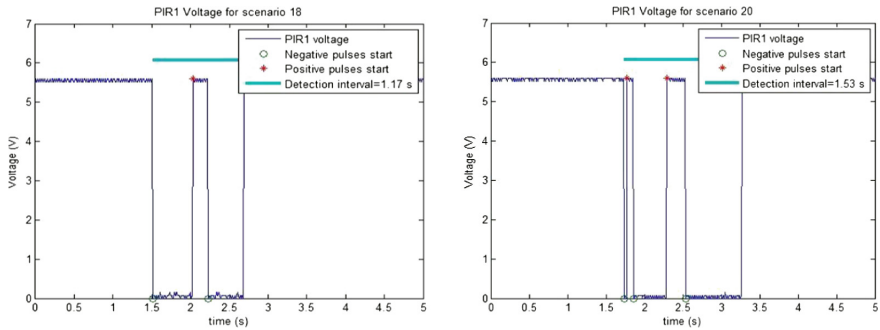 PIR1 Voltage for scenario 18
7
6
5
4
3
2
1
0
Voltage (V)
PIR1 voltage
Negative pulses start
Positive pulses start
Detection interval=1.17 s
0 0.5 1 1.5 2 2.5 3 3.5 4 4.5 5
time (s)
PIR1 Voltage for scenario 20
7
6
5
4
3
2
1
0
Voltage (V)
PIR1 voltage
Negative pulses start
Positive pulses start
Detection interval=1.53 s
0 0.5 1 1.5 2 2.5 3 3.5 4 4.5 5
time (s)